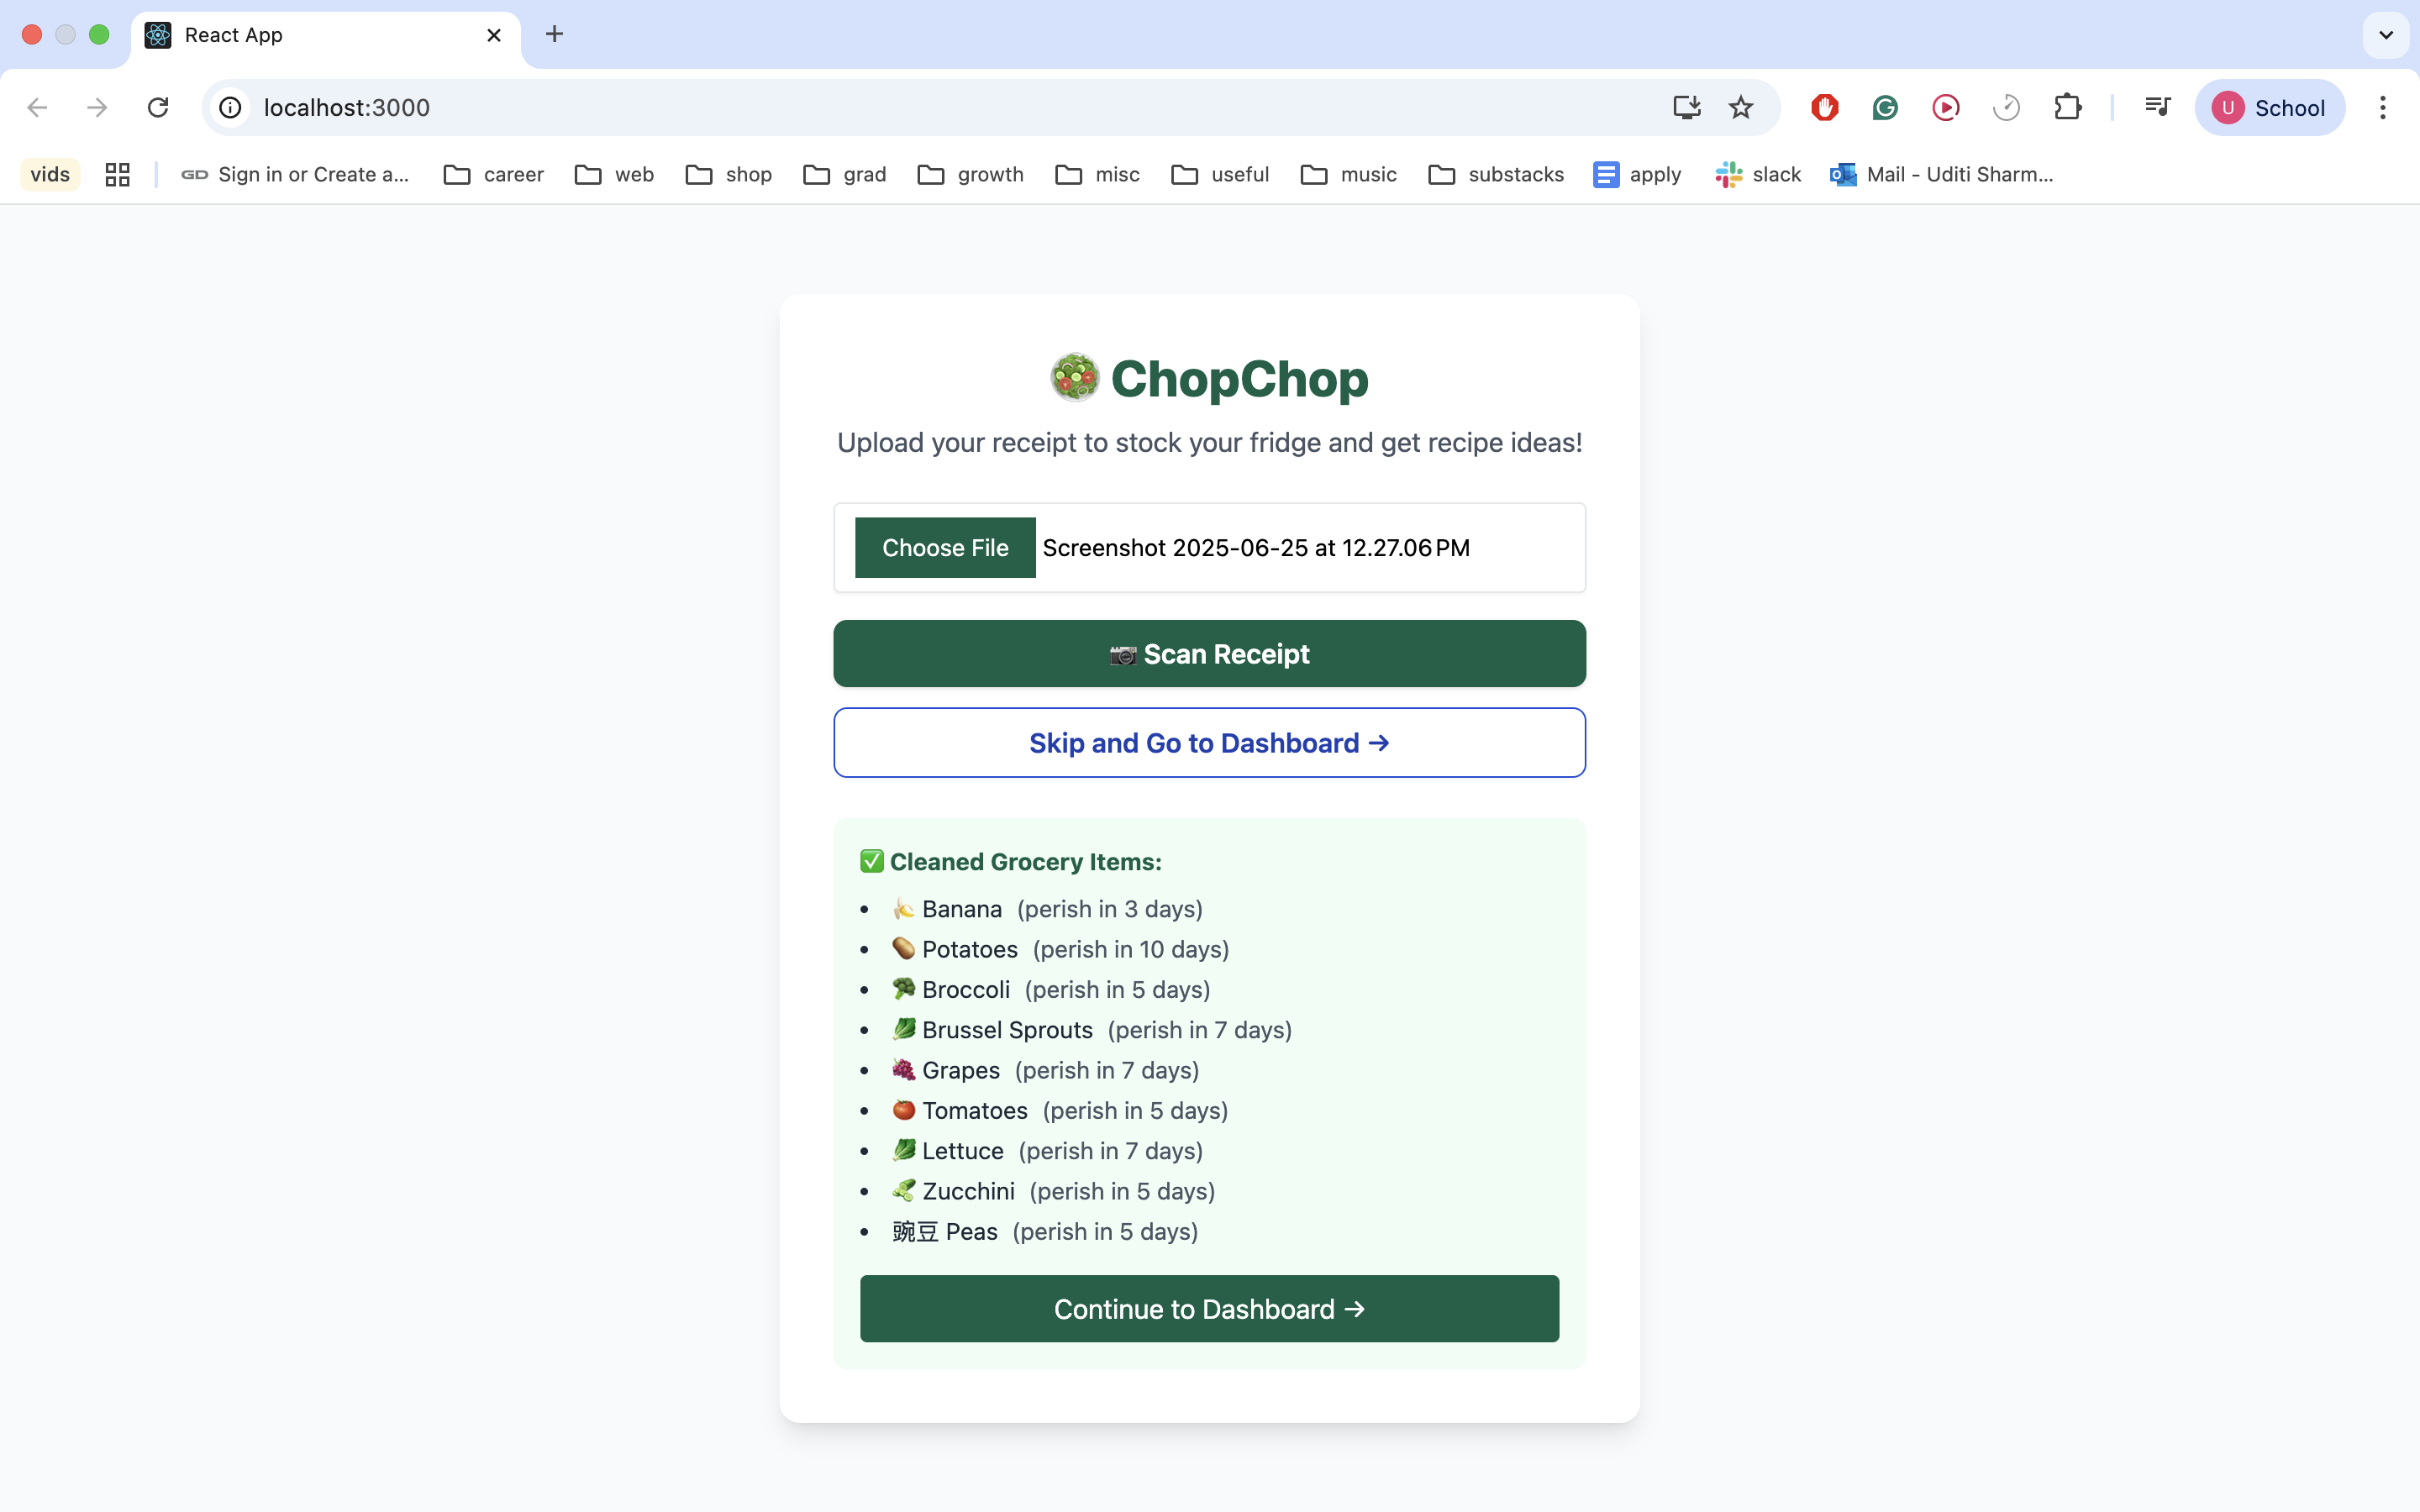 React App
localhost:3000
School
U
vids
GD Sign in or Create a...
career
web
shop
grad
growth
misc
useful
music
substacks
apply
slack
Mail - Uditi Sharm...
🥗 ChopChop
Upload your receipt to stock your fridge and get recipe ideas!
Choose File Screenshot 2025-06-25 at 12.27.06 PM
📷 Scan Receipt
Skip and Go to Dashboard →
✅ Cleaned Grocery Items:
• 🍌 Banana (perish in 3 days)
• 🥔 Potatoes (perish in 10 days)
• 🥦 Broccoli (perish in 5 days)
• 🥬 Brussel Sprouts (perish in 7 days)
• 🍇 Grapes (perish in 7 days)
• 🍅 Tomatoes (perish in 5 days)
• 🥬 Lettuce (perish in 7 days)
• 🥒 Zucchini (perish in 5 days)
• 豌豆 Peas (perish in 5 days)
Continue to Dashboard →